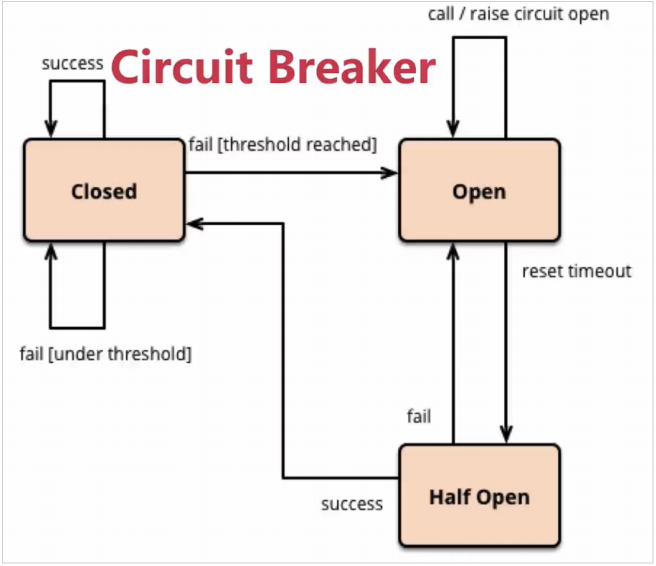 call / raise circuit open
success
Circuit Breaker
fail [threshold reached]
Closed
Open
reset timeout
fail [under threshold]
fail
Half Open
success